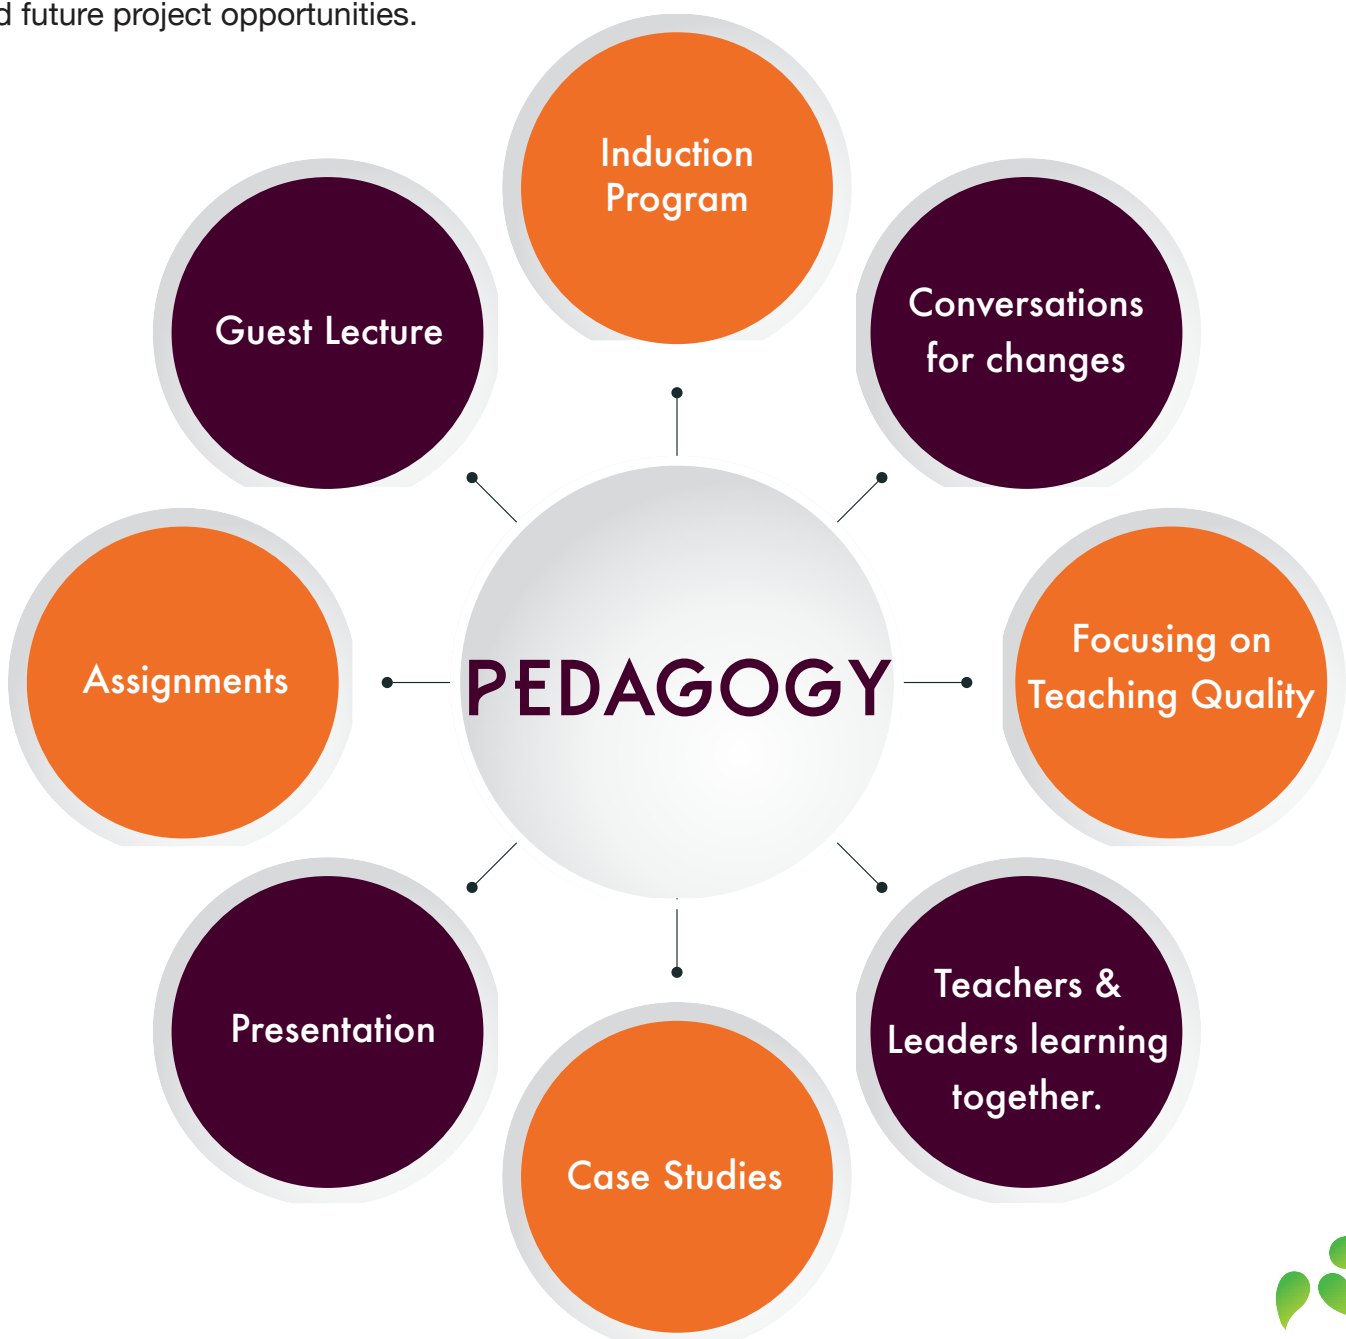 d future project opportunities.
Induction
Program
Conversations
for changes
Guest Lecture
Focusing on
Teaching Quality
Assignments
PEDAGOGY
Teachers &
Leaders learning
together.
Presentation
Case Studies